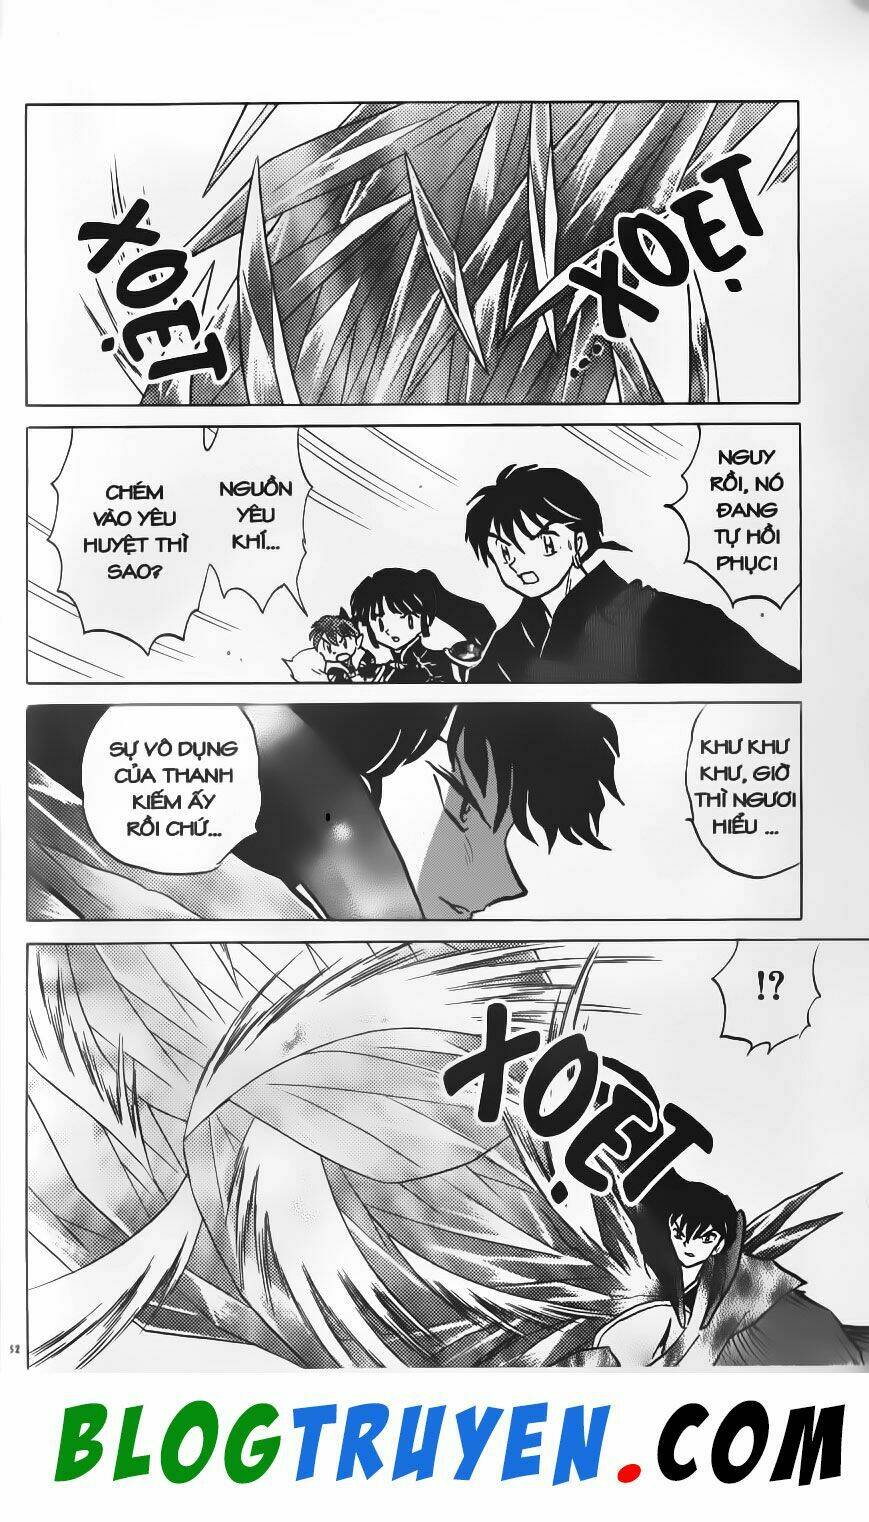 XOẸT
XOẸT
NGUY
RỒI, NÓ
ĐANG
TỰ HỒI
PHỤC!
NGUỒN
YÊU
KHÍ...
CHÉM
VÀO YÊU
HUYỆT THÌ
SAO?
KHƯ KHƯ
KHƯ, GIỜ
THÌ NGƯƠI
HIỂU ...
SỰ VÔ DỤNG
CỦA THANH
KIẾM ẤY
RỒI CHỨ...
!?
XOẸT
52
BLOGTRUYEN.COM